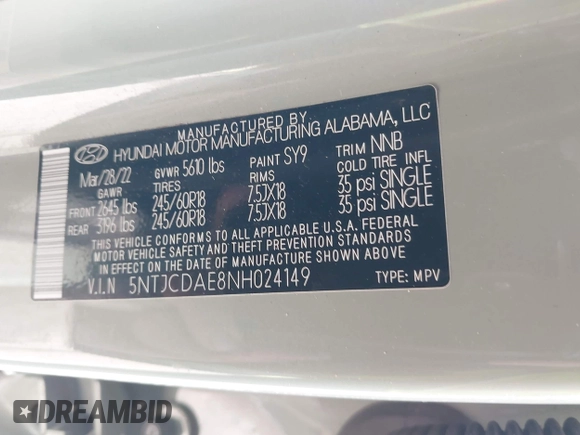 MANUFACTURED BY
HYUNDAI MOTOR MANUFACTURING ALABAMA, LLC
Mar/28/22 GVWR 5610 lbs PAINT SY9 TRIM NNB
GAWR TIRES RIMS COLD TIRE INFL
FRONT 2645 lbs 245/60R18 7.5JX18 35 psi SINGLE
REAR 3196 lbs 245/60R18 7.5JX18 35 psi SINGLE
THIS VEHICLE CONFORMS TO ALL APPLICABLE U.S.A. FEDERAL
MOTOR VEHICLE SAFETY AND THEFT PREVENTION STANDARDS
IN EFFECT ON THE DATE OF MANUFACTURE SHOWN ABOVE
V.I.N 5NTJCDAE8NH024149 TYPE: MPV
DREAMBID